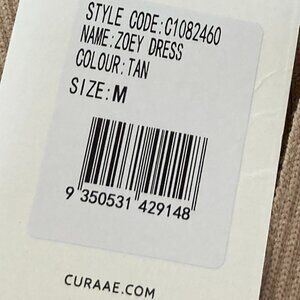 STYLE CODE:C1082460
NAME:ZOEY DRESS
COLOUR:TAN
SIZE:M
9 350531 429148
CURAAE.COM